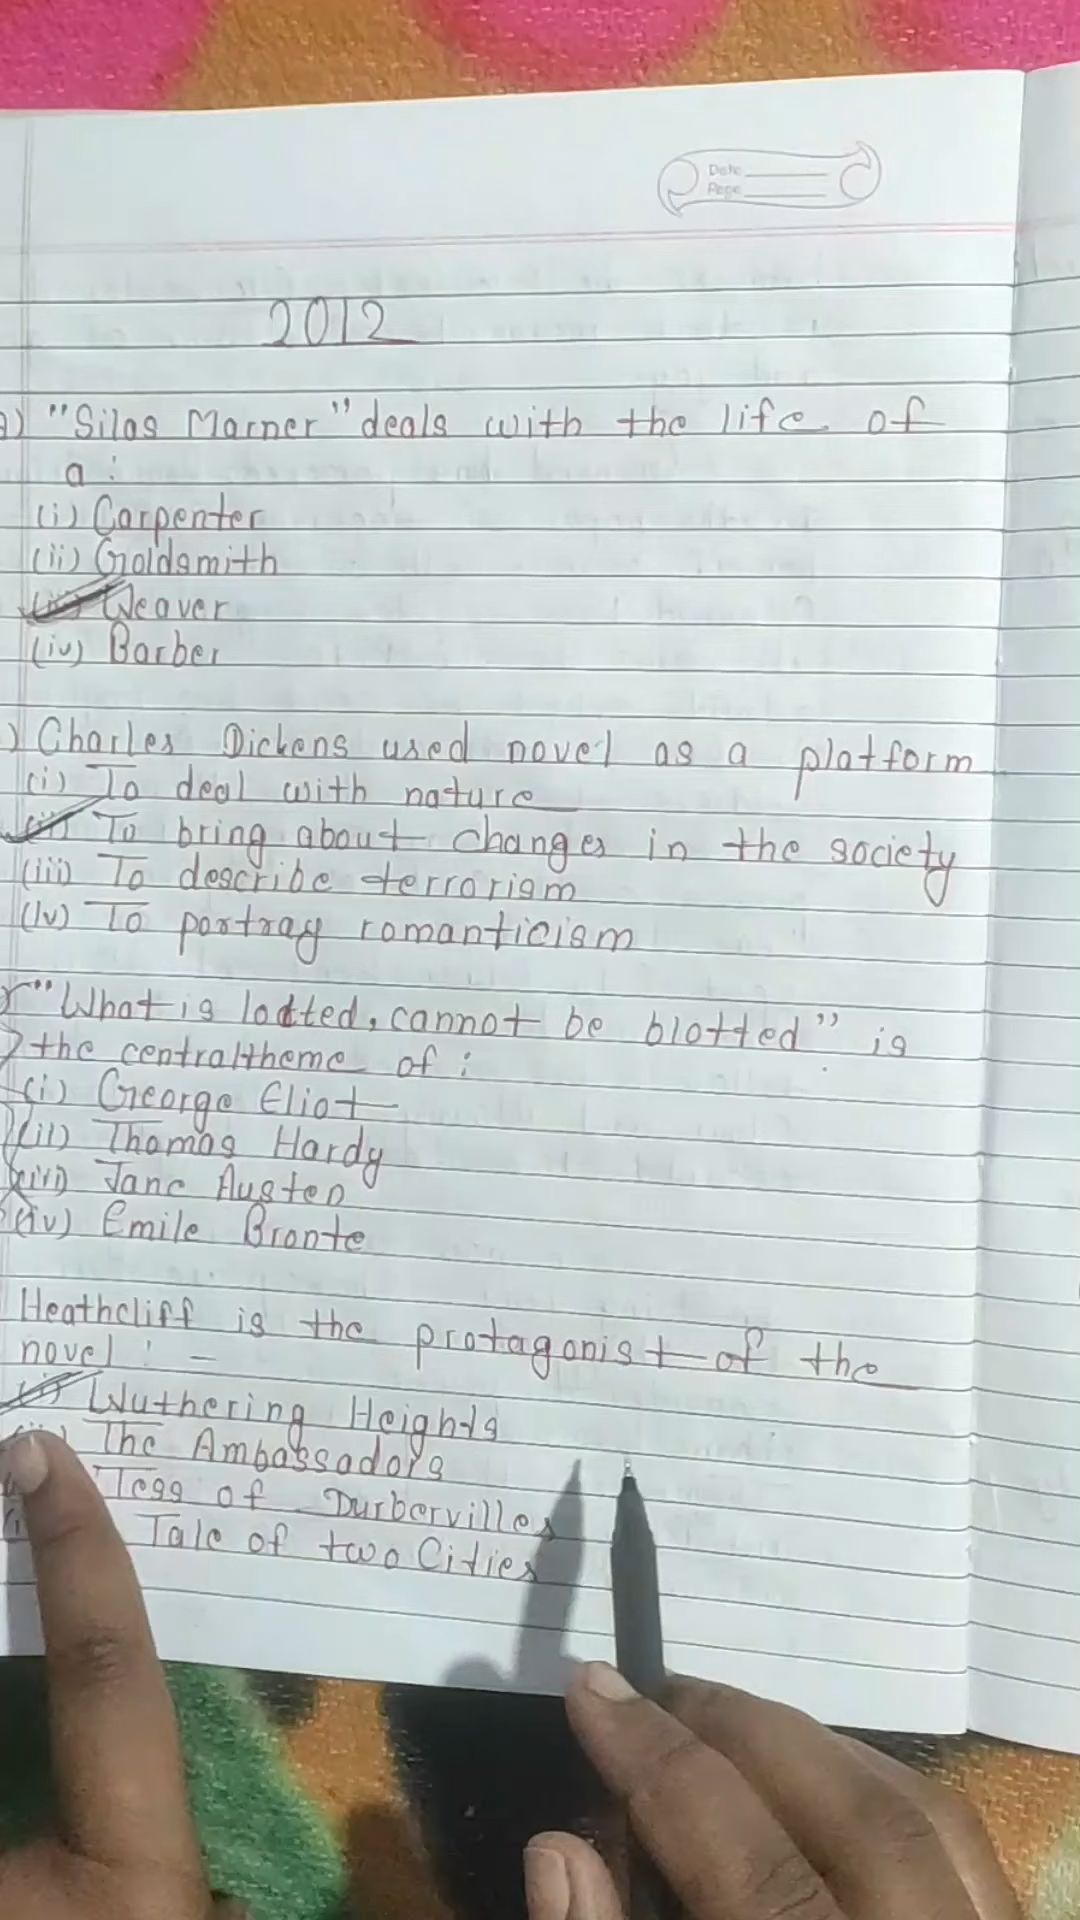 Date
Page
2012
a) "Silas Marner" deals with the life of
a :
(i) Carpenter
(ii) Goldsmith
(iii) Weaver
(iv) Barber
) Charles Dickens used novel as a platform
(i) To deal with nature
(ii) To bring about changes in the society
(iii) To describe terrorism
(iv) To portray romanticism
"What is lotted, cannot be blotted" is
the central theme of :
(i) George Eliot
(ii) Thomas Hardy
(iii) Jane Austen
(iv) Emile Bronte
Heathcliff is the protagonist of the
novel : -
(i) Wuthering Heights
The Ambassadors
Tess of Durbervilles
Tale of two Cities